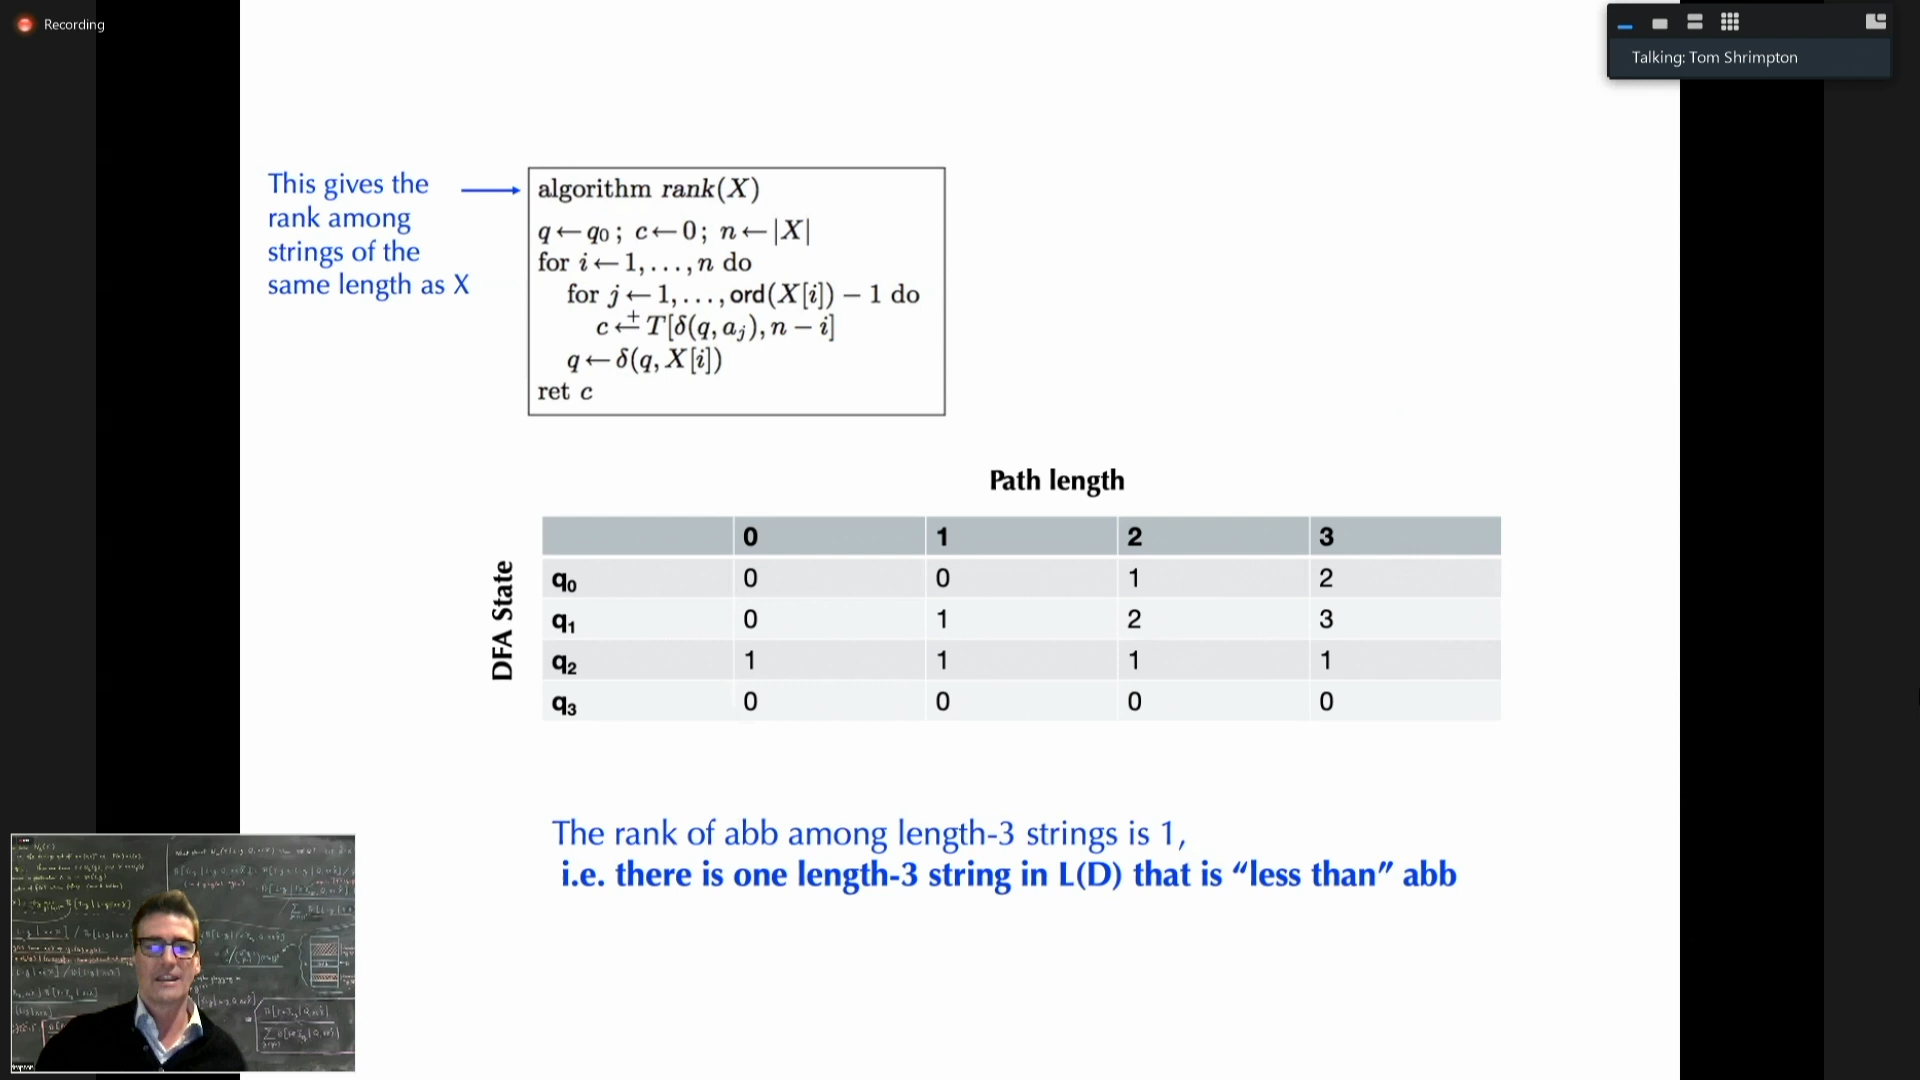 Recording
Talking: Tom Shrimpton
This gives the
rank among
strings of the
same length as X
algorithm rank(X)
q ← q₀ ; c ← 0; n ← |X|
for i ← 1, . . . , n do
for j ← 1, . . . , ord(X[i]) − 1 do
c ←⁺ T[δ(q, aⱼ), n − i]
q ← δ(q, X[i])
ret c
Path length
DFA State
0 1 2 3
q₀ 0 0 1 2
q₁ 0 1 2 3
q₂ 1 1 1 1
q₃ 0 0 0 0
The rank of abb among length-3 strings is 1,
i.e. there is one length-3 string in L(D) that is “less than” abb